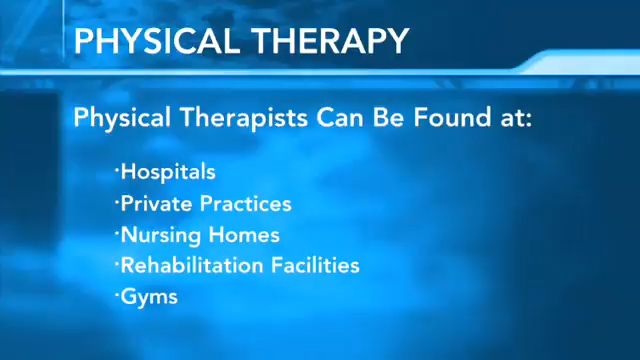 PHYSICAL THERAPY
Physical Therapists Can Be Found at:
·Hospitals
·Private Practices
·Nursing Homes
·Rehabilitation Facilities
·Gyms